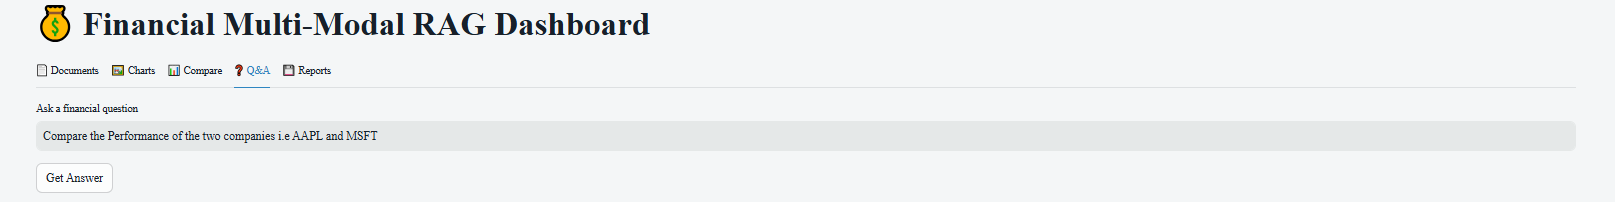 Financial Multi-Modal RAG Dashboard
Documents Charts Compare Q&A Reports
Ask a financial question
Compare the Performance of the two companies i.e AAPL and MSFT
Get Answer